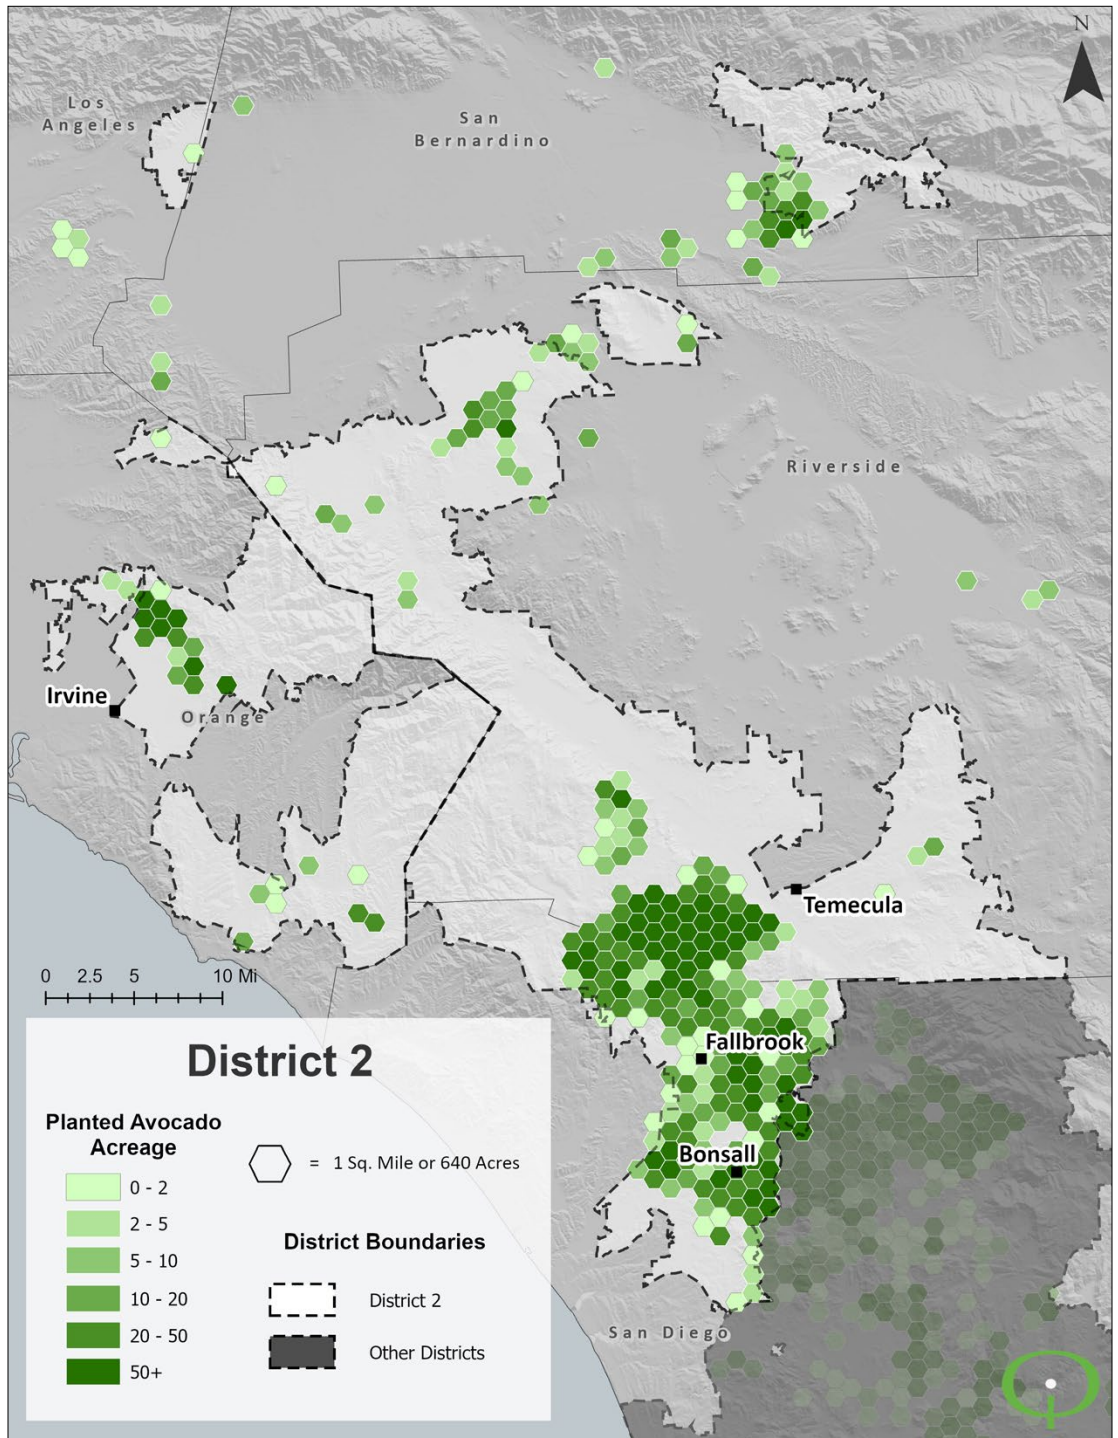 N
Los
Angeles
San
Bernardino
Riverside
Irvine
Orange
Temecula
0 2.5 5 10 Mi
Fallbrook
Bonsall
San Diego
District 2
Planted Avocado
Acreage
0 - 2
2 - 5
5 - 10
10 - 20
20 - 50
50+
= 1 Sq. Mile or 640 Acres
District Boundaries
District 2
Other Districts